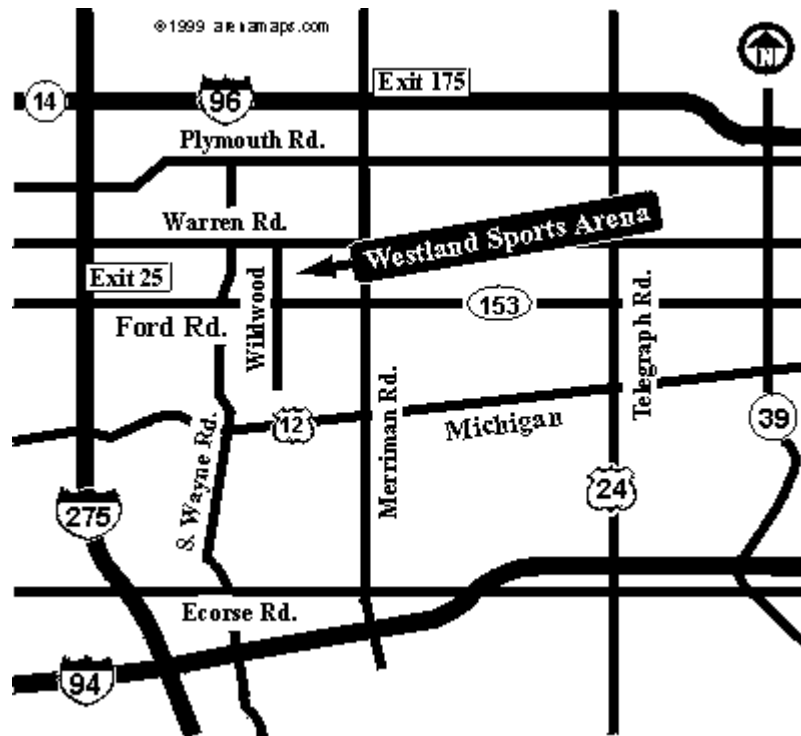 ©1999 arenamaps.com
N
14
96
Exit 175
Plymouth Rd.
Warren Rd.
Westland Sports Arena
Exit 25
153
Ford Rd.
Wildwood
Telegraph Rd.
12
Michigan
Merriman Rd.
39
S. Wayne Rd.
24
275
Ecorse Rd.
94